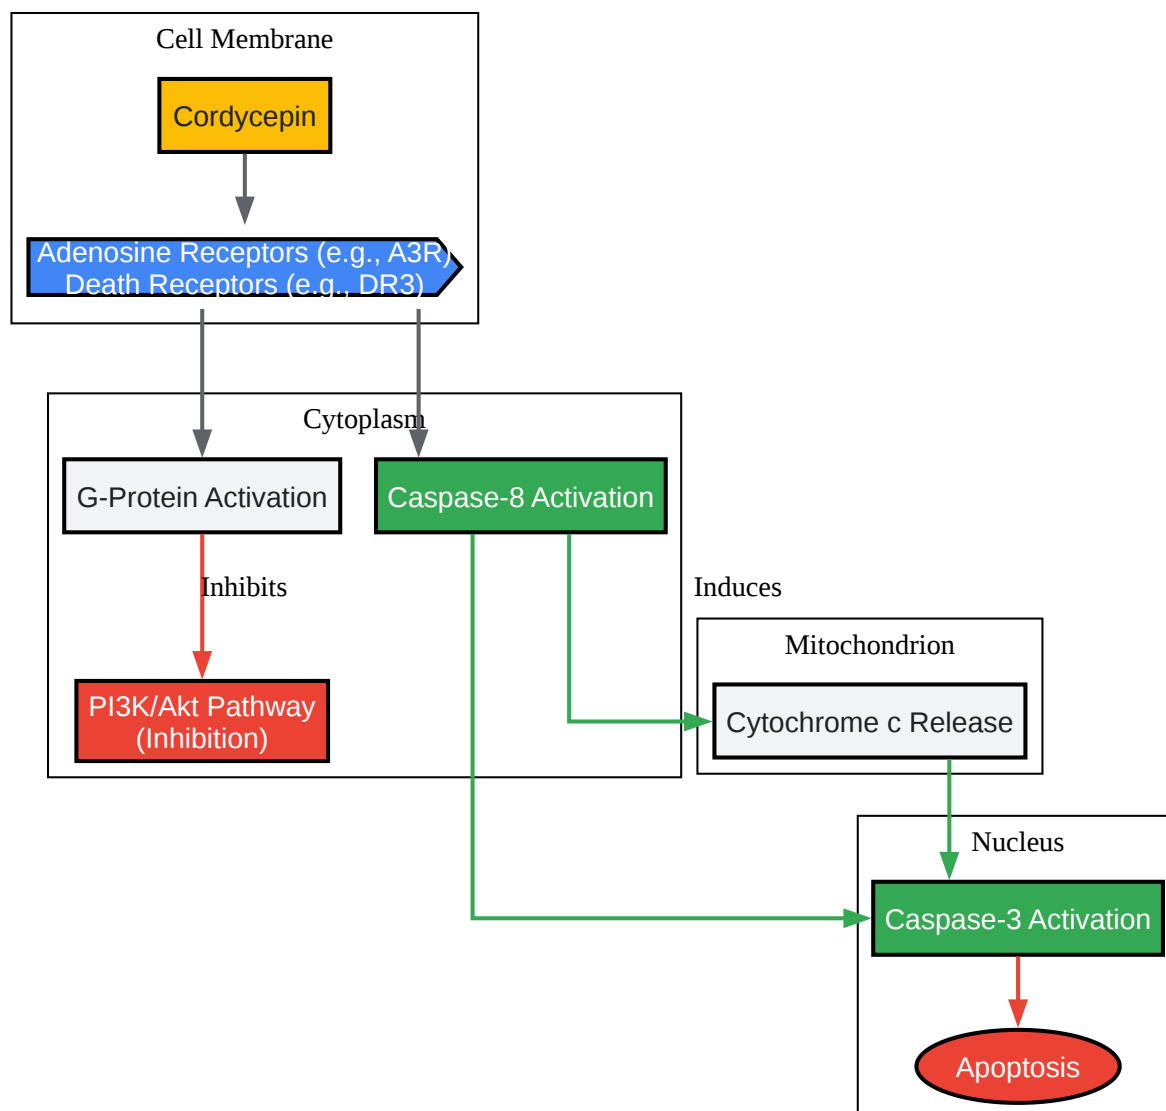 Cell Membrane
Cordycepin
Adenosine Receptors (e.g., A3R)
Death Receptors (e.g., DR3)
Cytoplasm
G-Protein Activation
Caspase-8 Activation
Inhibits
Induces
Mitochondrion
PI3K/Akt Pathway
(Inhibition)
Cytochrome c Release
Nucleus
Caspase-3 Activation
Apoptosis